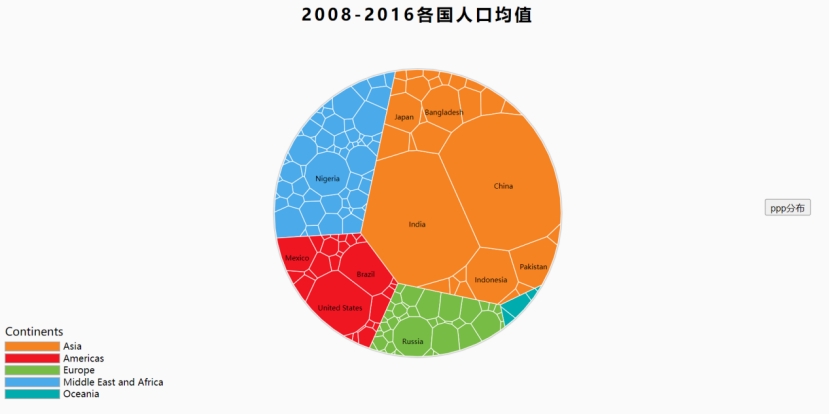 2008-2016各国人口均值
Japan
Bangladesh
Nigeria
China
India
Mexico
Brazil
Pakistan
Indonesia
United States
Russia
ppp分布
Continents
Asia
Americas
Europe
Middle East and Africa
Oceania